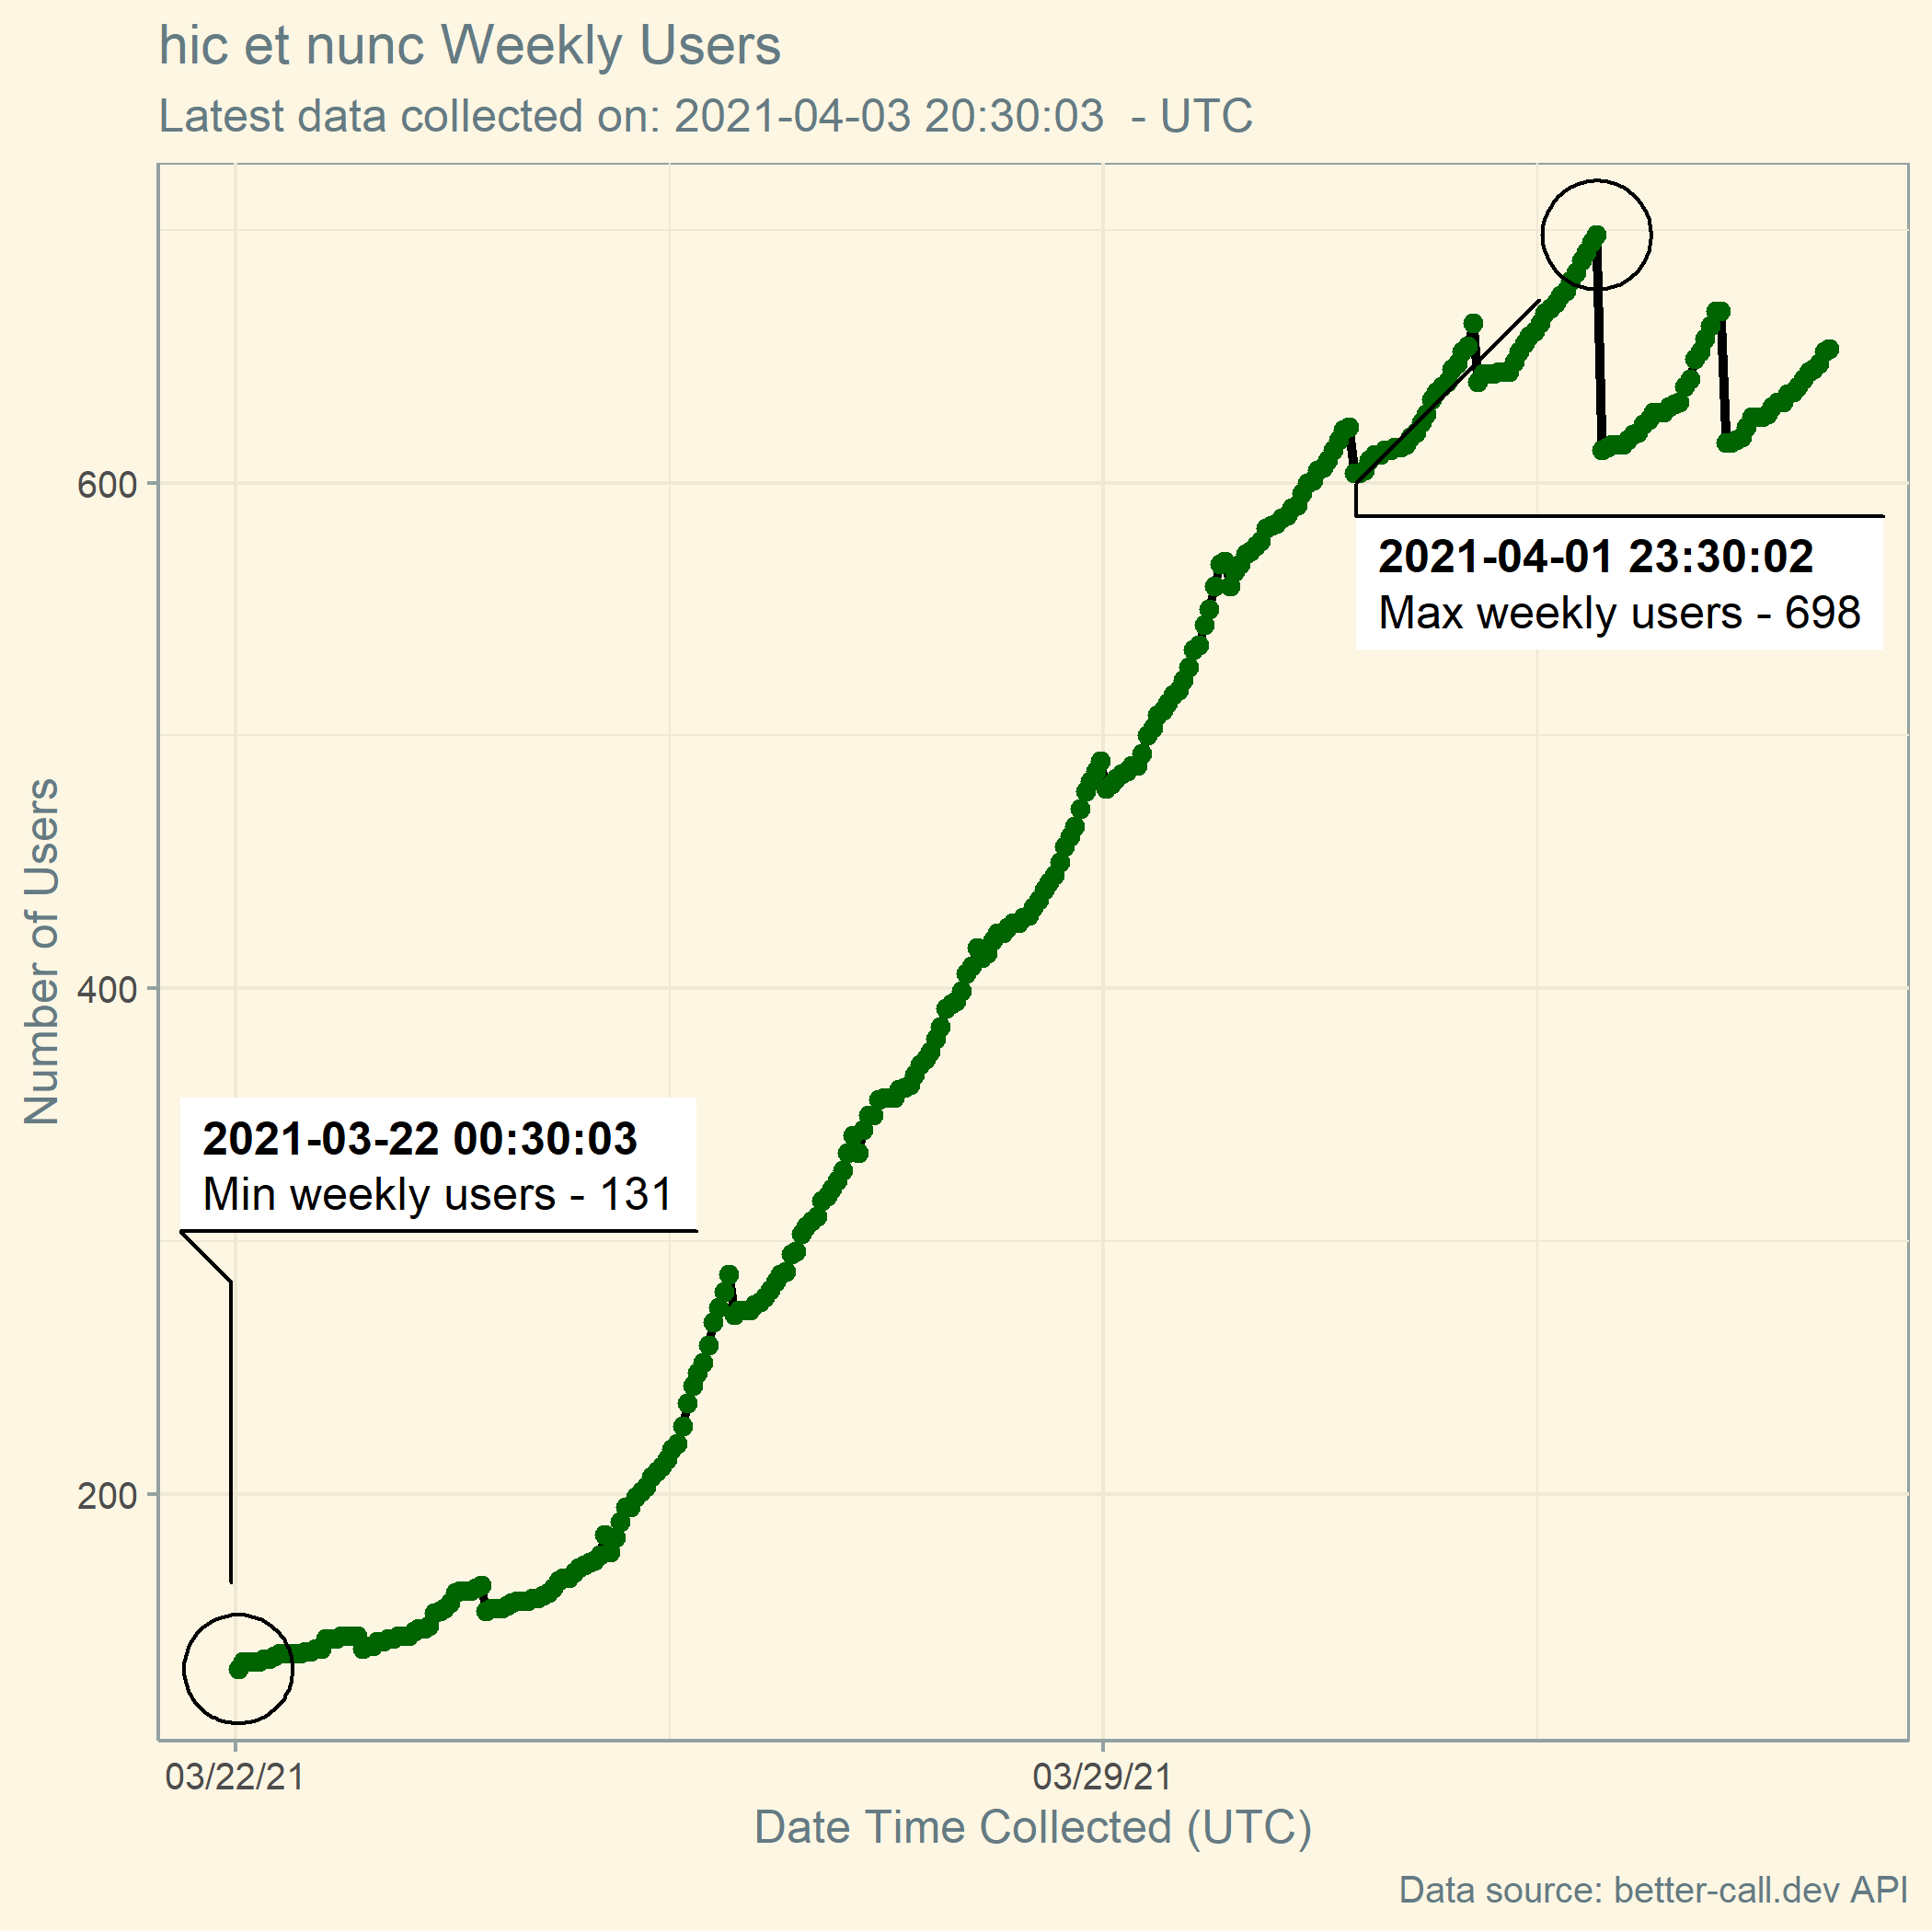 hic et nunc Weekly Users
Latest data collected on: 2021-04-03 20:30:03  - UTC
Number of Users
600
400
200
2021-04-01 23:30:02
Max weekly users - 698
2021-03-22 00:30:03
Min weekly users - 131
03/22/21
03/29/21
Date Time Collected (UTC)
Data source: better-call.dev API